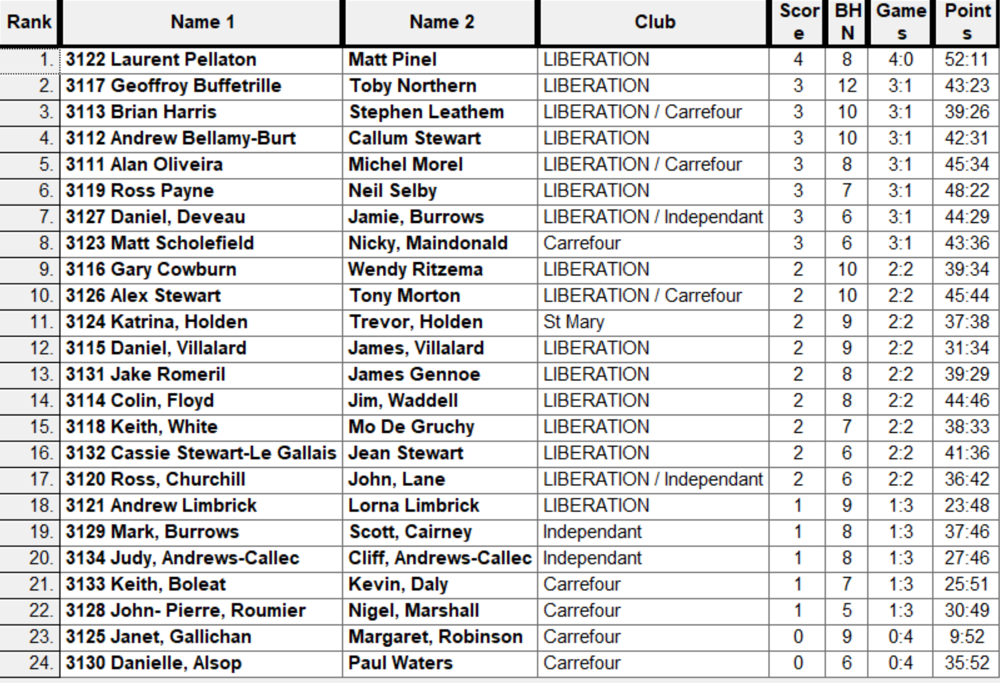 Rank Name 1 Name 2 Club Score BHN Games Points
1. 3122 Laurent Pellaton Matt Pinel LIBERATION 4 8 4:0 52:11
2. 3117 Geoffroy Buffetrille Toby Northern LIBERATION 3 12 3:1 43:23
3. 3113 Brian Harris Stephen Leathem LIBERATION / Carrefour 3 10 3:1 39:26
4. 3112 Andrew Bellamy-Burt Callum Stewart LIBERATION 3 10 3:1 42:31
5. 3111 Alan Oliveira Michel Morel LIBERATION / Carrefour 3 8 3:1 45:34
6. 3119 Ross Payne Neil Selby LIBERATION 3 7 3:1 48:22
7. 3127 Daniel, Deveau Jamie, Burrows LIBERATION / Independant 3 6 3:1 44:29
8. 3123 Matt Scholefield Nicky, Maindonald Carrefour 3 6 3:1 43:36
9. 3116 Gary Cowburn Wendy Ritzema LIBERATION 2 10 2:2 39:34
10. 3126 Alex Stewart Tony Morton LIBERATION / Carrefour 2 10 2:2 45:44
11. 3124 Katrina, Holden Trevor, Holden St Mary 2 9 2:2 37:38
12. 3115 Daniel, Villalard James, Villalard LIBERATION 2 9 2:2 31:34
13. 3131 Jake Romeril James Gennoe LIBERATION 2 8 2:2 39:29
14. 3114 Colin, Floyd Jim, Waddell LIBERATION 2 8 2:2 44:46
15. 3118 Keith, White Mo De Gruchy LIBERATION 2 7 2:2 38:33
16. 3132 Cassie Stewart-Le Gallais Jean Stewart LIBERATION 2 6 2:2 41:36
17. 3120 Ross, Churchill John, Lane LIBERATION / Independant 2 6 2:2 36:42
18. 3121 Andrew Limbrick Lorna Limbrick LIBERATION 1 9 1:3 23:48
19. 3129 Mark, Burrows Scott, Cairney Independant 1 8 1:3 37:46
20. 3134 Judy, Andrews-Callec Cliff, Andrews-Callec Independant 1 8 1:3 27:46
21. 3133 Keith, Boleat Kevin, Daly Carrefour 1 7 1:3 25:51
22. 3128 John- Pierre, Roumier Nigel, Marshall Carrefour 1 5 1:3 30:49
23. 3125 Janet, Gallichan Margaret, Robinson Carrefour 0 9 0:4 9:52
24. 3130 Danielle, Alsop Paul Waters Carrefour 0 6 0:4 35:52